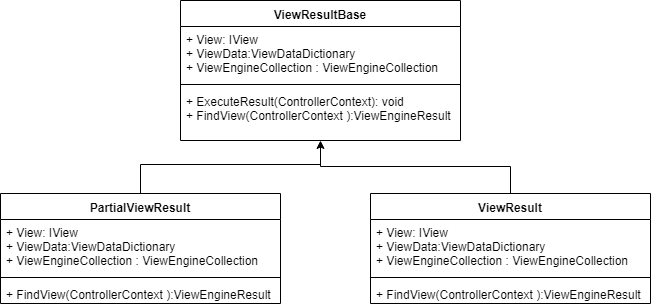 ViewResultBase
+ View: IView
+ ViewData:ViewDataDictionary
+ ViewEngineCollection : ViewEngineCollection
+ ExecuteResult(ControllerContext): void
+ FindView(ControllerContext ):ViewEngineResult
PartialViewResult
+ View: IView
+ ViewData:ViewDataDictionary
+ ViewEngineCollection : ViewEngineCollection
+ FindView(ControllerContext ):ViewEngineResult
ViewResult
+ View: IView
+ ViewData:ViewDataDictionary
+ ViewEngineCollection : ViewEngineCollection
+ FindView(ControllerContext ):ViewEngineResult